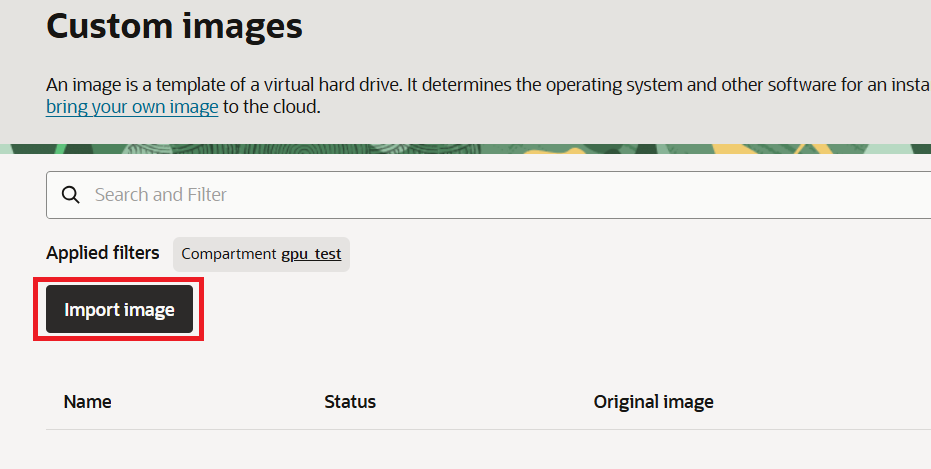 Custom images
An image is a template of a virtual hard drive. It determines the operating system and other software for an insta
bring your own image to the cloud.
Search and Filter
Applied filters Compartment gpu_test
Import image
Name Status Original image